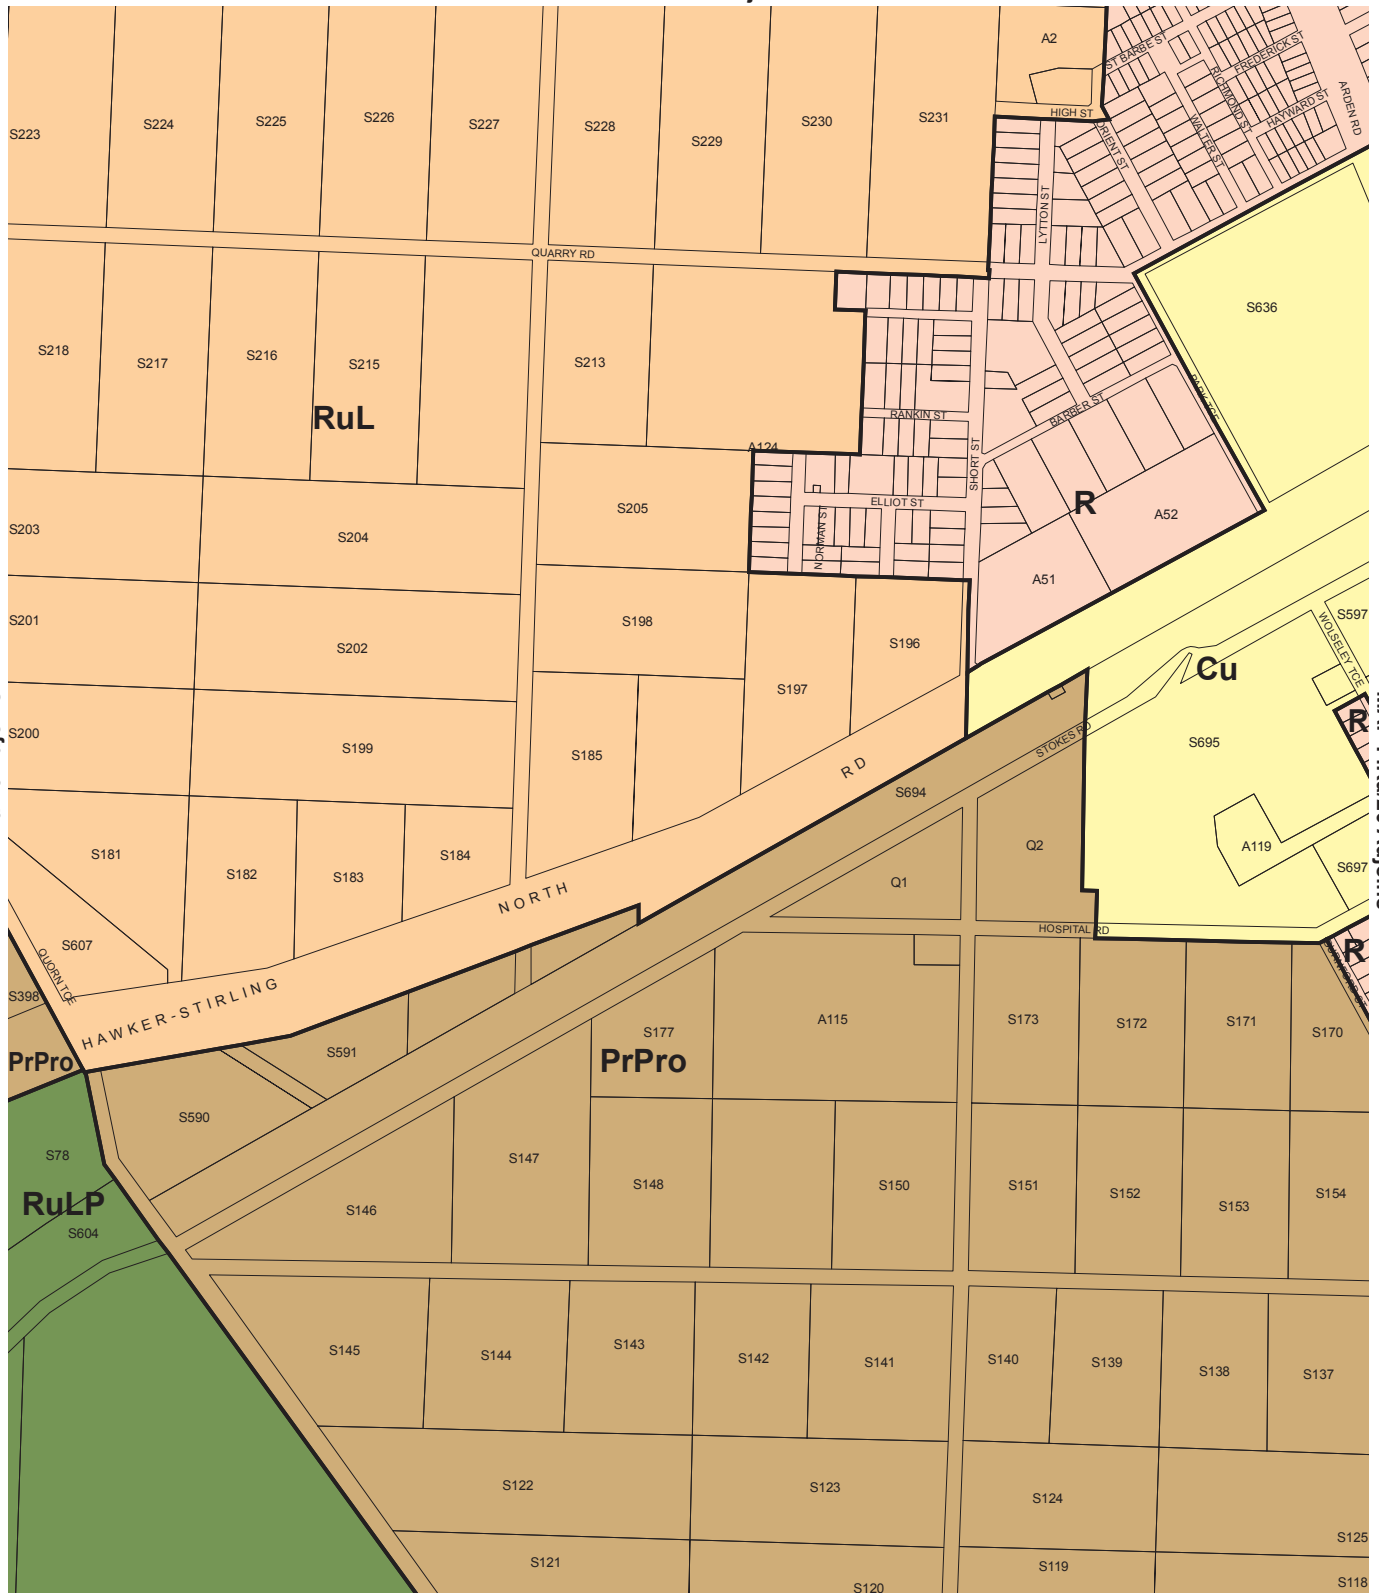 A2
ST BARBE ST
FREDERICK ST
RICHMOND ST
HAYWARD ST
ARDEN RD
S223
S224
S225
S226
S227
S228
S229
S230
S231
HIGH ST
ORIENT ST
WALTER ST
LYTTON ST
QUARRY RD
S636
S218
S217
S216
S215
S213
RuL
PARK TCE
RANKIN ST
BARBER ST
A124
SHORT ST
S203
S204
S205
ELLIOT ST
NORMAN ST
R
A52
A51
S201
S202
S198
S196
S197
S597
WOLSELEY TCE
Cu
S200
S199
S185
RD
STOKES RD
S695
R
S694
S181
S182
S183
S184
Q1
Q2
A119
S697
NORTH
HOSPITAL RD
S607
QUORN TCE
S398
HAWKER-STIRLING
R
PrPro
S591
S177
A115
S173
S172
S171
S170
PrPro
S590
S78
RuLP
S604
S146
S147
S148
S150
S151
S152
S153
S154
S145
S144
S143
S142
S141
S140
S139
S138
S137
S122
S123
S124
S125
S121
S120
S119
S118